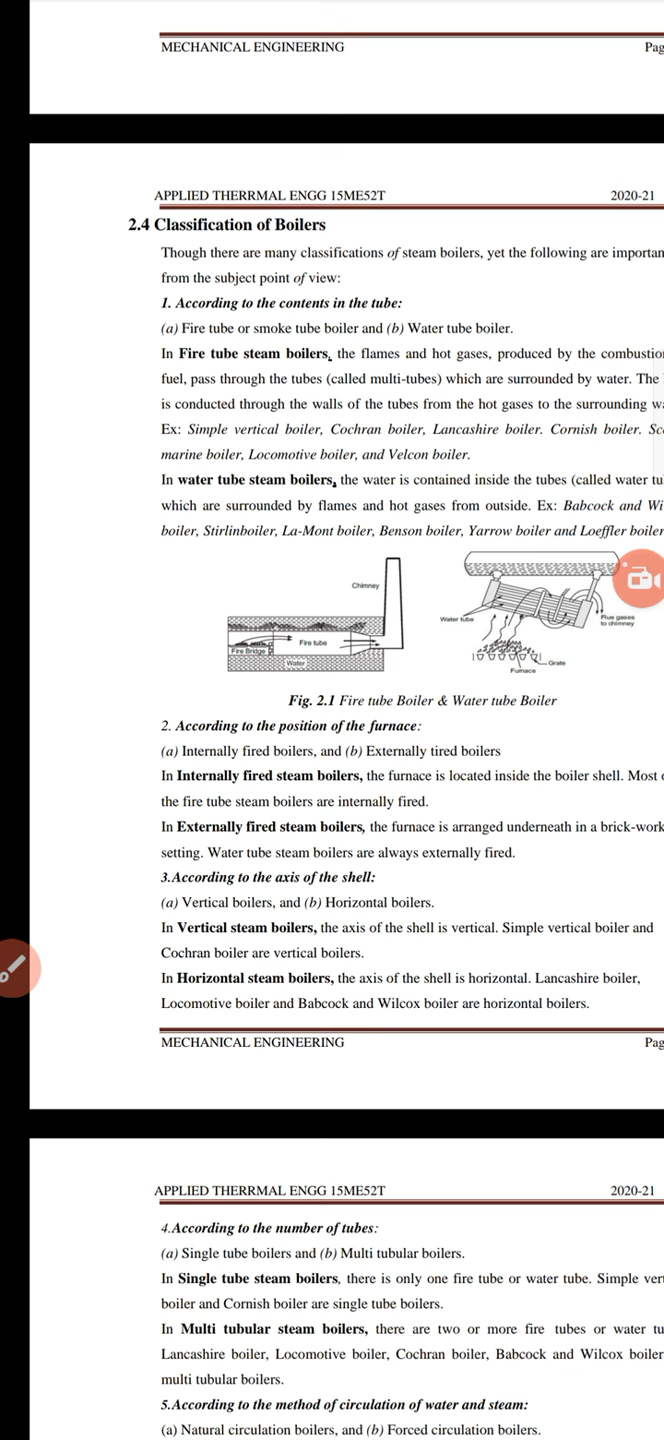 MECHANICAL ENGINEERING Pag
APPLIED THERRMAL ENGG 15ME52T 2020-21
2.4 Classification of Boilers
Though there are many classifications of steam boilers, yet the following are importan
from the subject point of view:
1. According to the contents in the tube:
(a) Fire tube or smoke tube boiler and (b) Water tube boiler.
In Fire tube steam boilers, the flames and hot gases, produced by the combustio
fuel, pass through the tubes (called multi-tubes) which are surrounded by water. The
is conducted through the walls of the tubes from the hot gases to the surrounding wa
Ex: Simple vertical boiler, Cochran boiler, Lancashire boiler. Cornish boiler. Sc
marine boiler, Locomotive boiler, and Velcon boiler.
In water tube steam boilers, the water is contained inside the tubes (called water tu
which are surrounded by flames and hot gases from outside. Ex: Babcock and Wi
boiler, Stirlinboiler, La-Mont boiler, Benson boiler, Yarrow boiler and Loeffler boiler
Chimney
Fire tube
Fire Bridge
Water
Water tube
Flue gases
to chimney
Grate
Furnace
Fig. 2.1 Fire tube Boiler & Water tube Boiler
2. According to the position of the furnace:
(a) Internally fired boilers, and (b) Externally tired boilers
In Internally fired steam boilers, the furnace is located inside the boiler shell. Most o
the fire tube steam boilers are internally fired.
In Externally fired steam boilers, the furnace is arranged underneath in a brick-work
setting. Water tube steam boilers are always externally fired.
3.According to the axis of the shell:
(a) Vertical boilers, and (b) Horizontal boilers.
In Vertical steam boilers, the axis of the shell is vertical. Simple vertical boiler and
Cochran boiler are vertical boilers.
In Horizontal steam boilers, the axis of the shell is horizontal. Lancashire boiler,
Locomotive boiler and Babcock and Wilcox boiler are horizontal boilers.
MECHANICAL ENGINEERING Pag
APPLIED THERRMAL ENGG 15ME52T 2020-21
4.According to the number of tubes:
(a) Single tube boilers and (b) Multi tubular boilers.
In Single tube steam boilers, there is only one fire tube or water tube. Simple ver
boiler and Cornish boiler are single tube boilers.
In Multi tubular steam boilers, there are two or more fire tubes or water tu
Lancashire boiler, Locomotive boiler, Cochran boiler, Babcock and Wilcox boiler
multi tubular boilers.
5.According to the method of circulation of water and steam:
(a) Natural circulation boilers, and (b) Forced circulation boilers.